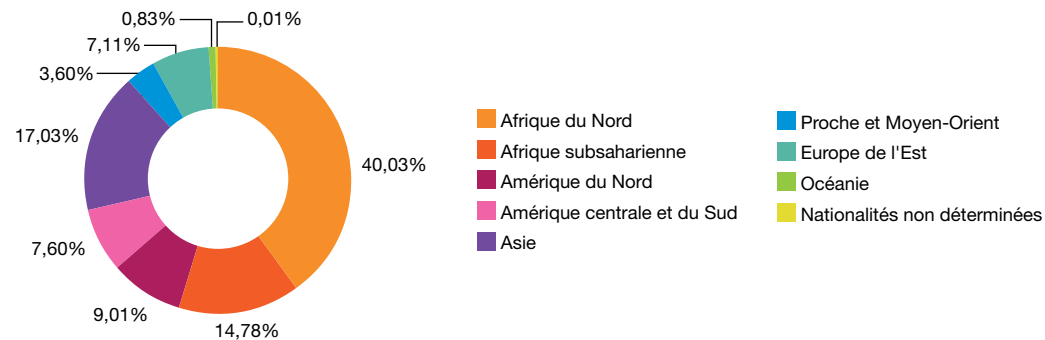 0,83%
0,01%
7,11%
3,60%
17,03%
40,03%
7,60%
9,01%
14,78%
Afrique du Nord
Afrique subsaharienne
Amérique du Nord
Amérique centrale et du Sud
Asie
Proche et Moyen-Orient
Europe de l'Est
Océanie
Nationalités non déterminées